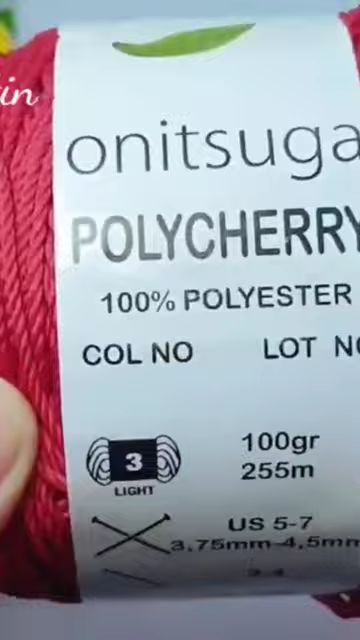 onitsuga
POLYCHERRY
100% POLYESTER
COL NO LOT NO
3
LIGHT
100gr
255m
US 5-7
3.75mm-4.5mm